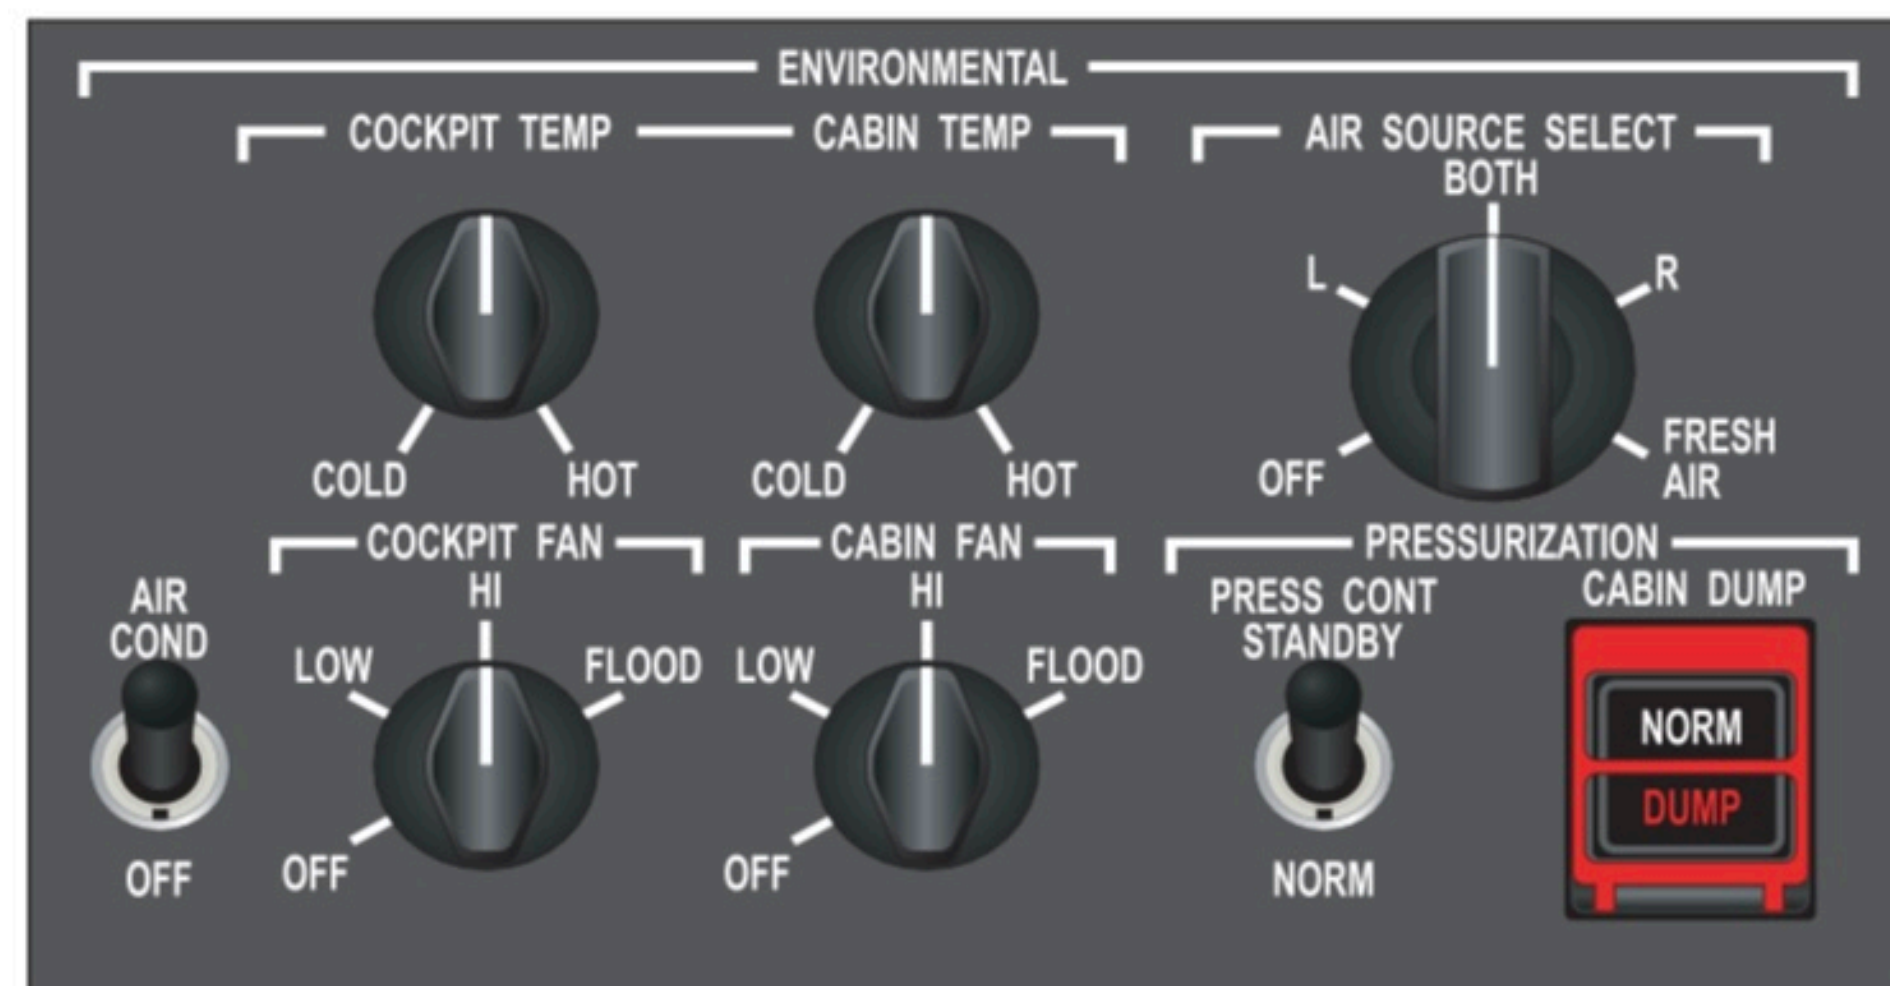 ENVIRONMENTAL
COCKPIT TEMP
CABIN TEMP
AIR SOURCE SELECT
BOTH
L
R
COLD
HOT
COLD
HOT
OFF
FRESH
AIR
COCKPIT FAN
HI
CABIN FAN
HI
PRESSURIZATION
AIR
COND
LOW
FLOOD
LOW
FLOOD
PRESS CONT
STANDBY
CABIN DUMP
NORM
DUMP
OFF
OFF
OFF
NORM